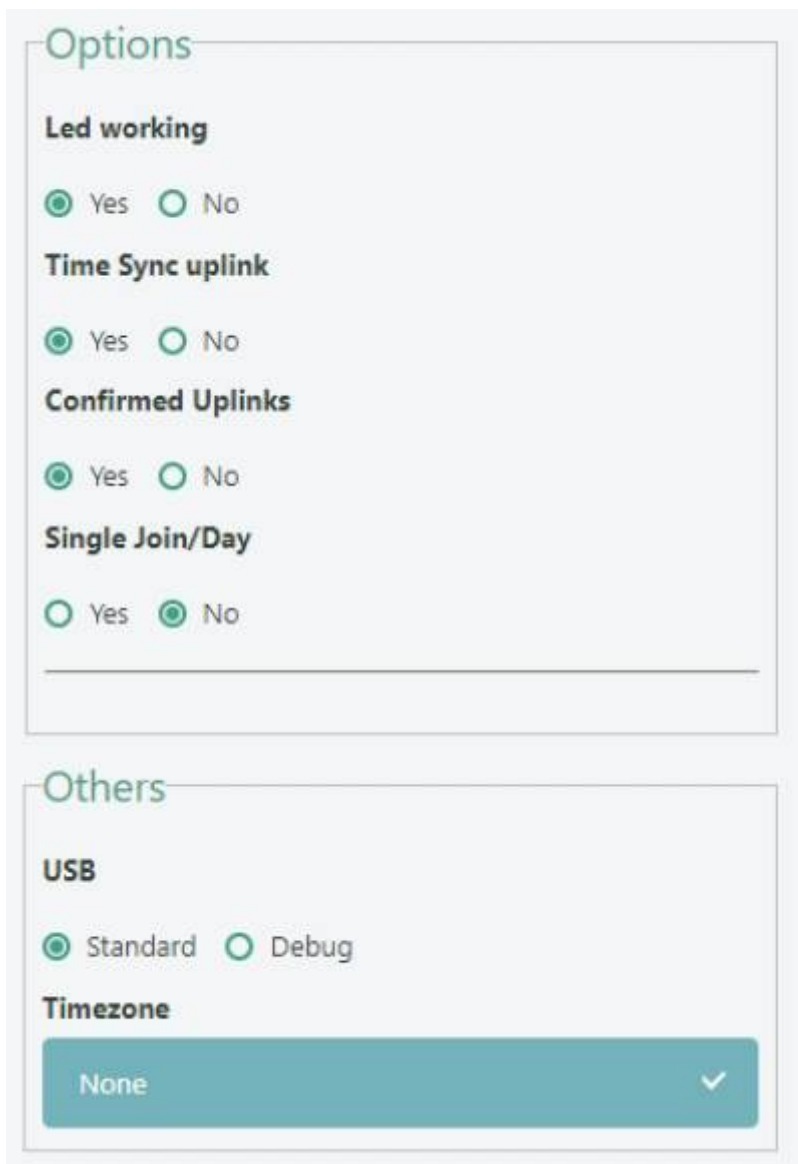 Options
Led working
Yes No
Time Sync uplink
Yes No
Confirmed Uplinks
Yes No
Single Join/Day
Yes No
Others
USB
Standard Debug
Timezone
None